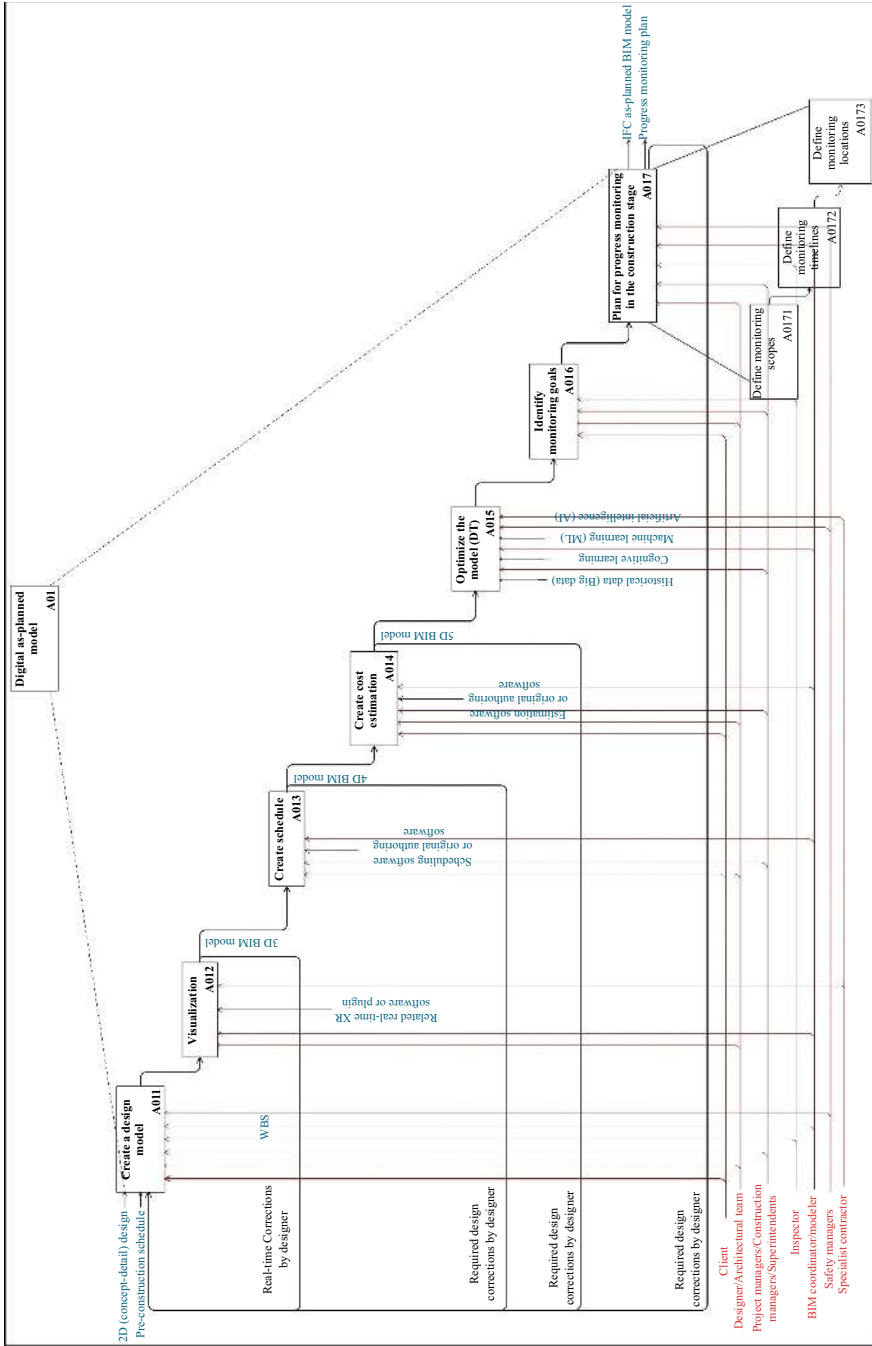 Digital as-planned
model
A01
2D (concept-detail) design
Pre-construction schedule
Create a design
model
A011
WBS
Visualization
A012
Related real-time XR
software or plugin
3D BIM model
Create schedule
A013
Scheduling software
or original authoring
software
4D BIM model
Create cost
estimation
A014
Estimation software
or original authoring
software
5D BIM model
Optimize the
model (DT)
A015
Historical data (Big data)
Cognitive learning
Machine learning (ML)
Artificial intelligence (AI)
Identify
monitoring goals
A016
Plan for progress monitoring
in the construction stage
A017
IFC as-planned BIM model
Progress monitoring plan
Define monitoring
scopes
A0171
Define
monitoring
timelines
A0172
Define
monitoring
locations
A0173
Real-time Corrections
by designer
Required design
corrections by designer
Required design
corrections by designer
Required design
corrections by designer
Client
Designer/Architectural team
Project managers/Construction
managers/Superintendents
Inspector
BIM coordinator/modeler
Safety managers
Specialist contractor